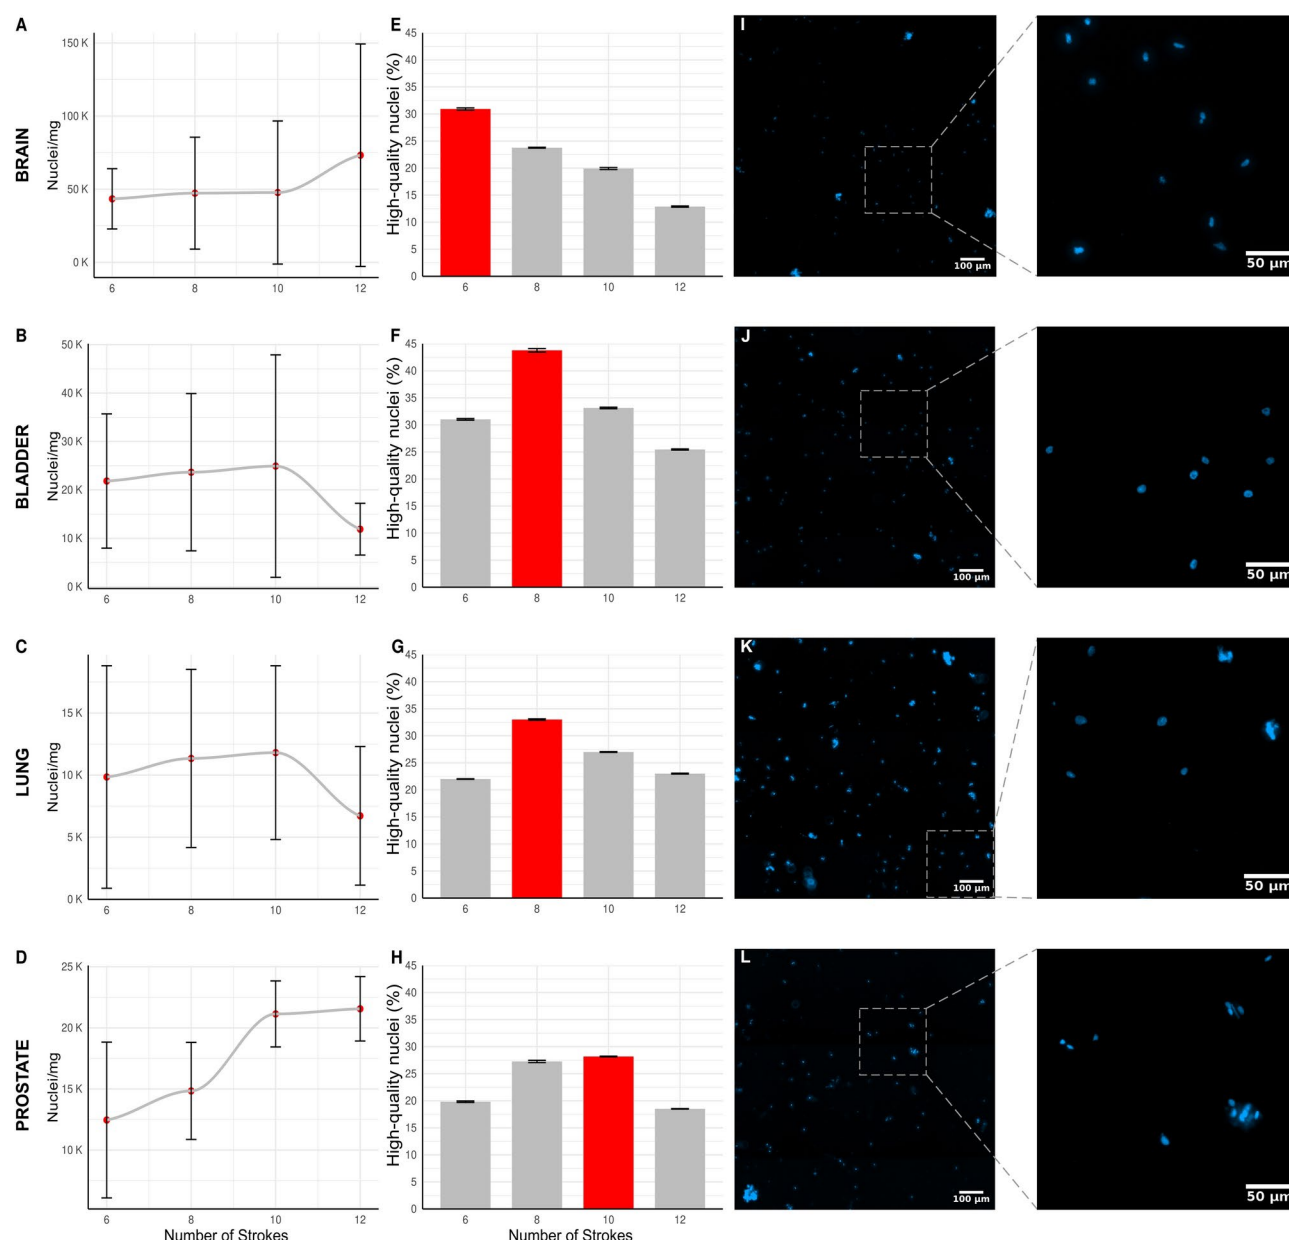 A
E
I
BRAIN
Nuclei/mg
150 K
100 K
50 K
0 K
6 8 10 12
High-quality nuclei (%)
45
40
35
30
25
20
15
10
5
0
6 8 10 12
100 µm
50 µm
B
F
J
BLADDER
Nuclei/mg
50 K
40 K
30 K
20 K
10 K
0 K
6 8 10 12
High-quality nuclei (%)
45
40
35
30
25
20
15
10
5
0
6 8 10 12
100 µm
50 µm
C
G
K
LUNG
Nuclei/mg
15 K
10 K
5 K
0 K
6 8 10 12
High-quality nuclei (%)
45
40
35
30
25
20
15
10
5
0
6 8 10 12
100 µm
50 µm
D
H
L
PROSTATE
Nuclei/mg
25 K
20 K
15 K
10 K
6 8 10 12
Number of Strokes
High-quality nuclei (%)
45
40
35
30
25
20
15
10
5
0
6 8 10 12
Number of Strokes
100 µm
50 µm